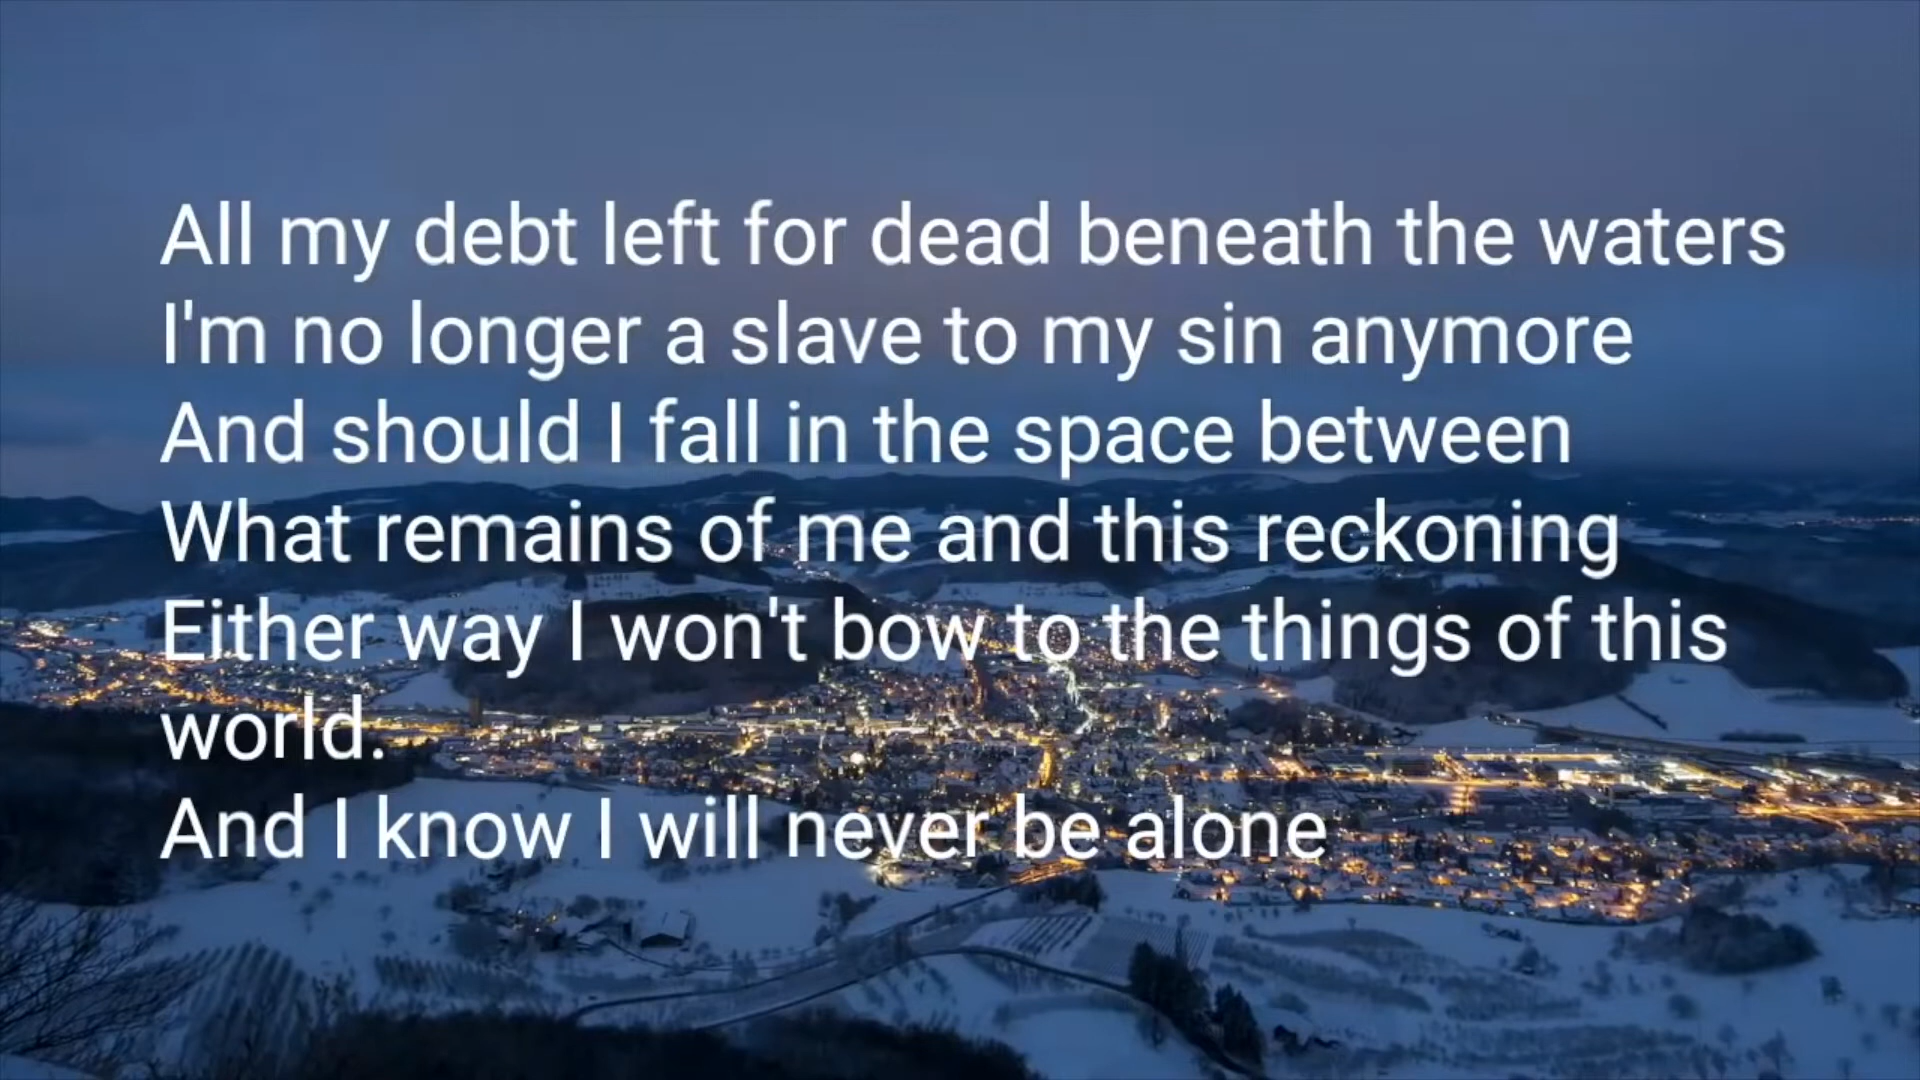 All my debt left for dead beneath the waters
I'm no longer a slave to my sin anymore
And should I fall in the space between
What remains of me and this reckoning
Either way I won't bow to the things of this
world.
And I know I will never be alone